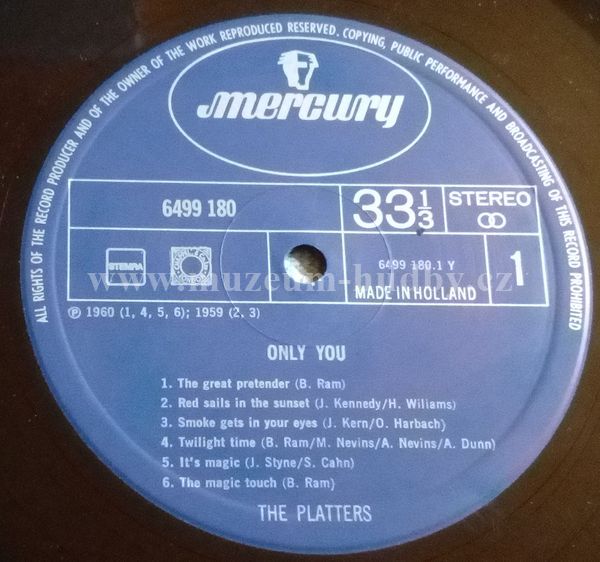 ALL RIGHTS OF THE RECORD PRODUCER AND OF THE OWNER OF THE WORK REPRODUCED RESERVED. COPYING, PUBLIC PERFORMANCE AND BROADCASTING OF THIS RECORD PROHIBITED
mercury
6499 180
33 1/3
STEREO
STEMRA
6499 180.1 Y
MADE IN HOLLAND
1
www.muzeum-hudby.cz
℗ 1960 (1, 4, 5, 6); 1959 (2, 3)
ONLY YOU
1. The great pretender (B. Ram)
2. Red sails in the sunset (J. Kennedy/H. Wiliams)
3. Smoke gets in your eyes (J. Kern/O. Harbach)
4. Twilight time (B. Ram/M. Nevins/A. Nevins/A. Dunn)
5. It's magic (J. Styne/S. Cahn)
6. The magic touch (B. Ram)
THE PLATTERS